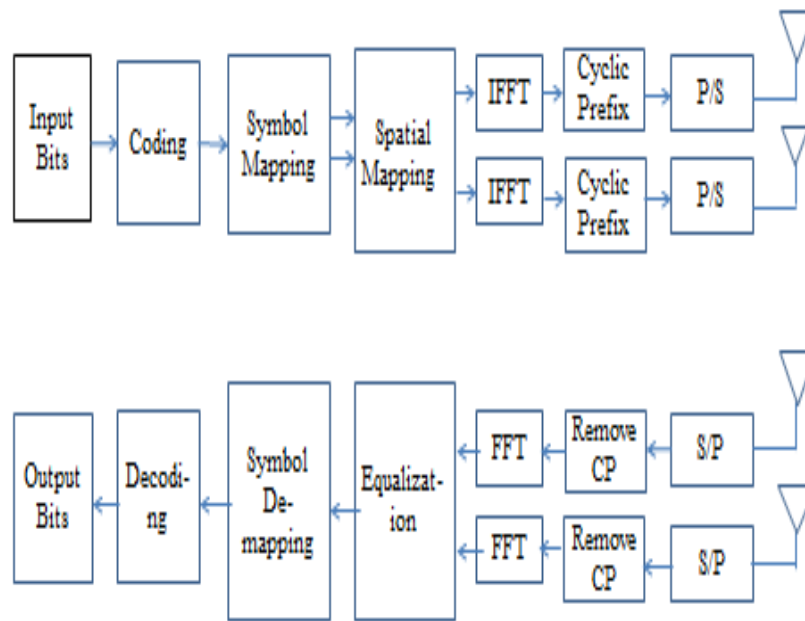 Input
Bits
Coding
Symbol
Mapping
Spatial
Mapping
IFFT
Cyclic
Prefix
P/S
IFFT
Cyclic
Prefix
P/S
Output
Bits
Decodi-
ng
Symbol
De-
mapping
Equalizat-
ion
FFT
Remove
CP
S/P
FFT
Remove
CP
S/P